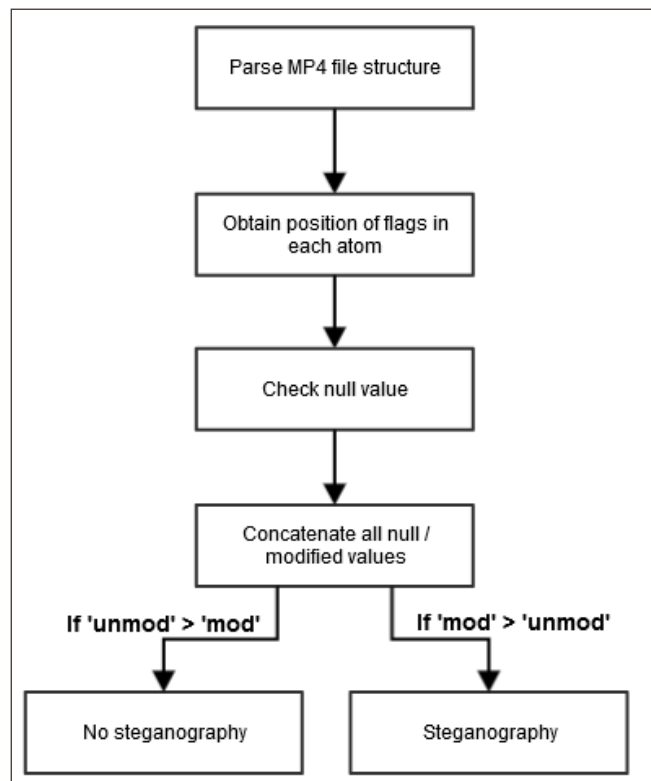 Parse MP4 file structure
Obtain position of flags in
each atom
Check null value
Concatenate all null /
modified values
If 'unmod' > 'mod'
If 'mod' > 'unmod'
No steganography
Steganography